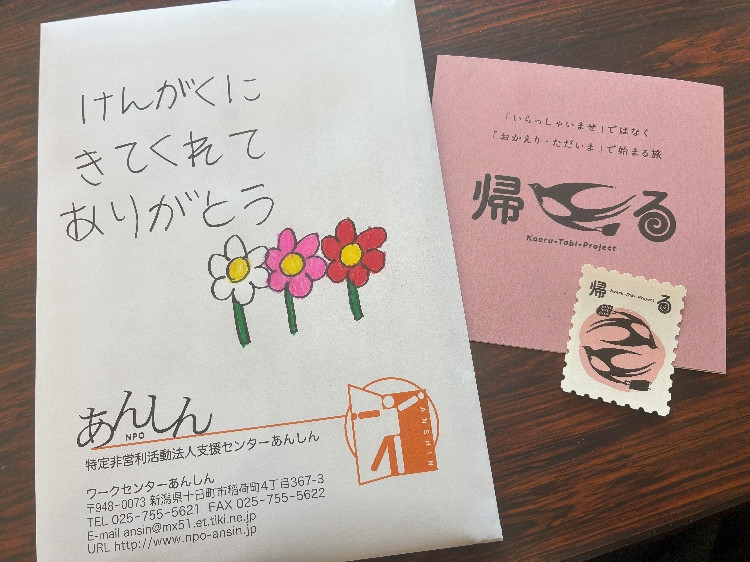 けんがくに
きてくれて
ありがとう
あんしん
NPO
特定非営利活動法人支援センターあんしん
ANSHIN
ワークセンターあんしん
〒948-0073 新潟県十日町市稲荷町4丁目367-3
TEL 025-755-5621 FAX 025-755-5622
E-mail ansin@mx51.et.tiki.ne.jp
URL http://www.npo-ansin.jp
「いらっしゃいませ」ではなく
「おかえり・ただいま」で始まる旅
帰る
Kaeru-Tabi-Project
帰 Kaeru-Tabi-Project る